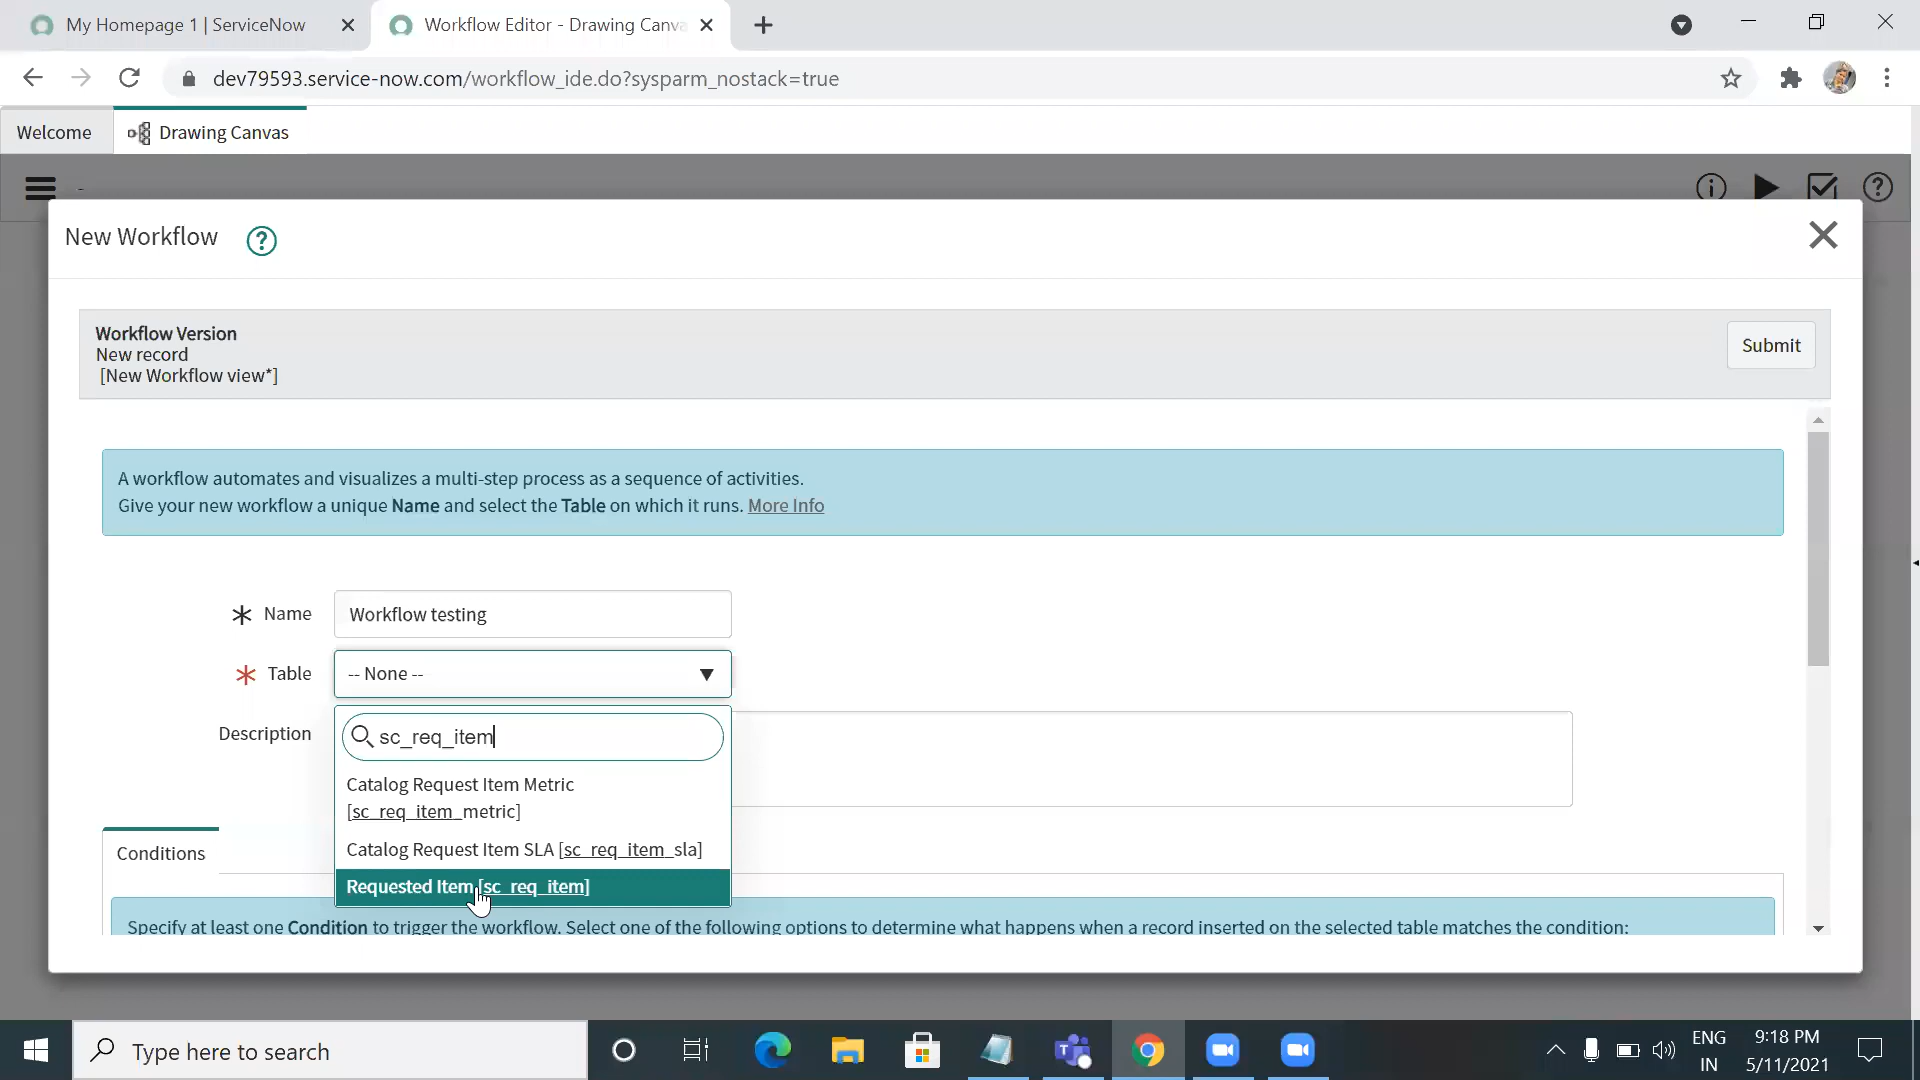 My Homepage 1 | ServiceNow
Workflow Editor - Drawing Canva
dev79593.service-now.com/workflow_ide.do?sysparm_nostack=true
Welcome
Drawing Canvas
-
New Workflow ?
Workflow Version
New record
[New Workflow view*]
Submit
A workflow automates and visualizes a multi-step process as a sequence of activities.
Give your new workflow a unique Name and select the Table on which it runs. More Info
Name
Workflow testing
Table
-- None --
Description
sc_req_item
Catalog Request Item Metric
[sc_req_item_metric]
Catalog Request Item SLA [sc_req_item_sla]
Requested Item [sc_req_item]
Conditions
Specify at least one Condition to trigger the workflow. Select one of the following options to determine what happens when a record inserted on the selected table matches the condition:
Type here to search
ENG
IN
9:18 PM
5/11/2021